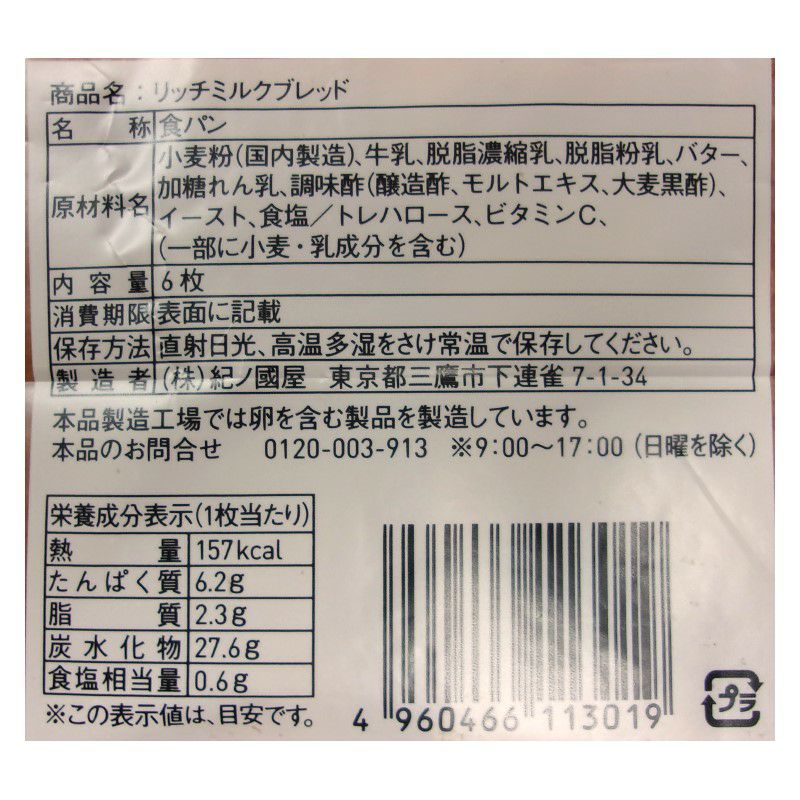 商品名：リッチミルクブレッド
名称 食パン
原材料名 小麦粉(国内製造)、牛乳、脱脂濃縮乳、脱脂粉乳、バター、
加糖れん乳、調味酢(醸造酢、モルトエキス、大麦黒酢)、
イースト、食塩／トレハロース、ビタミンC、
(一部に小麦・乳成分を含む)
内容量 6枚
消費期限 表面に記載
保存方法 直射日光、高温多湿をさけ常温で保存してください。
製造者 (株)紀ノ國屋 東京都三鷹市下連雀7-1-34
本品製造工場では卵を含む製品を製造しています。
本品のお問合せ 0120-003-913 ※9:00～17:00(日曜を除く)
栄養成分表示(1枚当たり)
熱量 157kcal
たんぱく質 6.2g
脂質 2.3g
炭水化物 27.6g
食塩相当量 0.6g
※この表示値は、目安です。
4 960466 113019
プラ